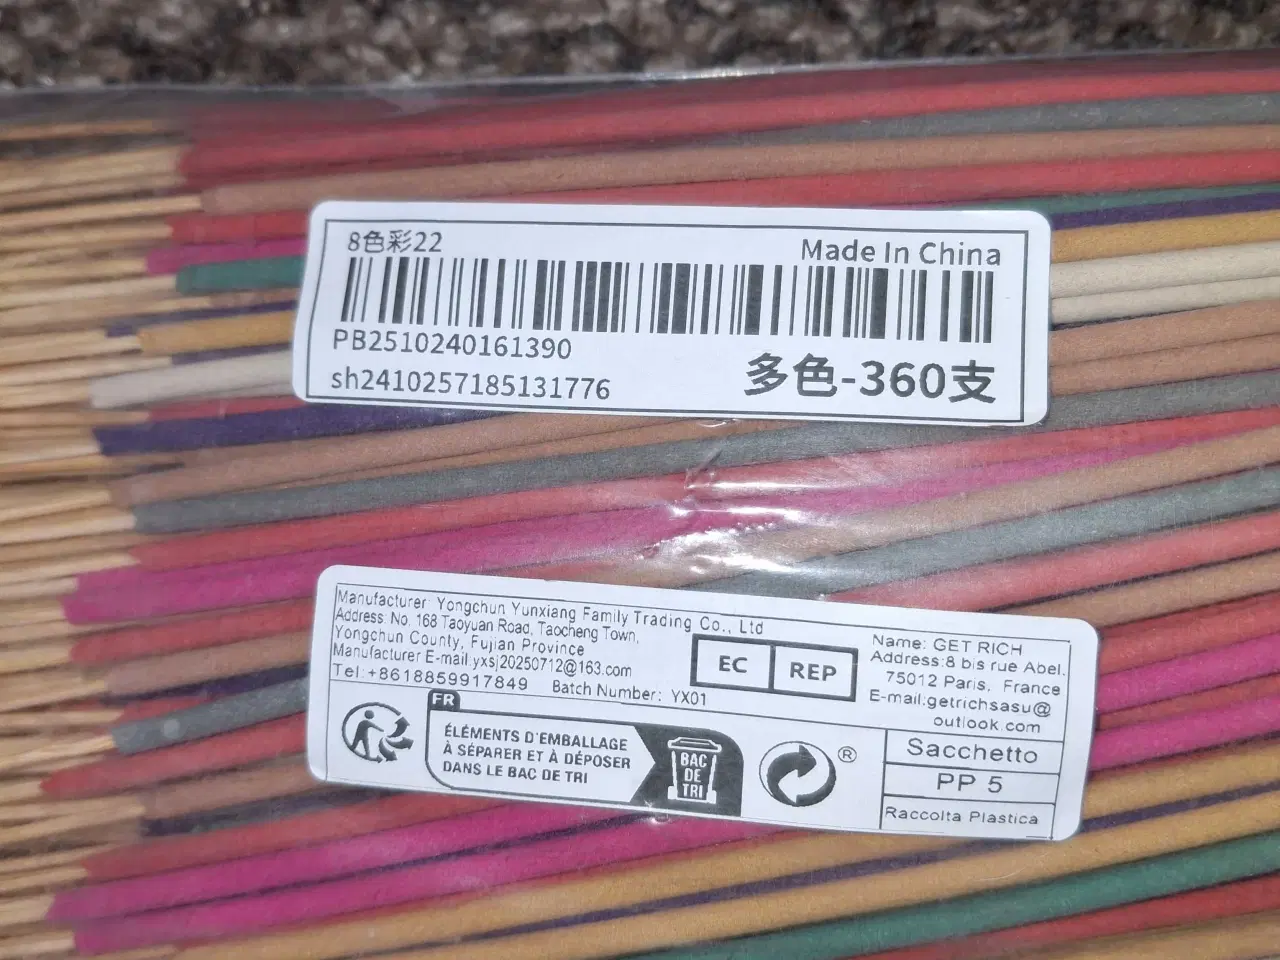 8色彩22
Made In China
PB2510240161390
sh2410257185131776
多色-360支
Manufacturer: Yongchun Yunxiang Family Trading Co., Ltd
Address: No. 168 Taoyuan Road, Taocheng Town,
Yongchun County, Fujian Province
Manufacturer E-mail:yxsj20250712@163.com
Tel:+8618859917849 Batch Number: YX01
EC REP
Name: GET RICH
Address:8 bis rue Abel,
75012 Paris, France
E-mail:getrichsasu@
outlook.com
FR
ÉLÉMENTS D'EMBALLAGE
À SÉPARER ET À DÉPOSER
DANS LE BAC DE TRI
BAC
DE
TRI
®
Sacchetto
PP 5
Raccolta Plastica